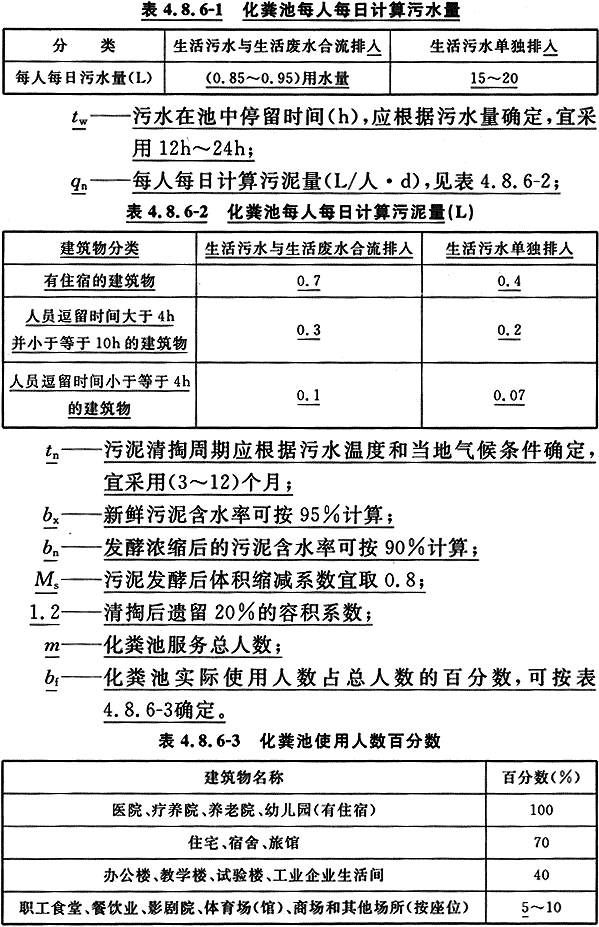 表 4.8.6-1 化粪池每人每日计算污水量
分 类 生活污水与生活废水合流排入 生活污水单独排入
每人每日污水量(L) (0.85～0.95)用水量 15～20
tw——污水在池中停留时间(h),应根据污水量确定,宜采
用 12h～24h;
qn——每人每日计算污泥量(L/人·d),见表 4.8.6-2;
表 4.8.6-2 化粪池每人每日计算污泥量(L)
建筑物分类 生活污水与生活废水合流排入 生活污水单独排入
有住宿的建筑物 0.7 0.4
人员逗留时间大于 4h
并小于等于 10h 的建筑物 0.3 0.2
人员逗留时间小于等于 4h
的建筑物 0.1 0.07
tn——污泥清掏周期应根据污水温度和当地气候条件确定,
宜采用(3～12)个月;
bx——新鲜污泥含水率可按 95%计算;
bn——发酵浓缩后的污泥含水率可按 90%计算;
Ms——污泥发酵后体积缩减系数宜取 0.8;
1.2——清掏后遗留 20%的容积系数;
m——化粪池服务总人数;
bf——化粪池实际使用人数占总人数的百分数,可按表
4.8.6-3确定。
表 4.8.6-3 化粪池使用人数百分数
建筑物名称 百分数(%)
医院、疗养院、养老院、幼儿园(有住宿) 100
住宅、宿舍、旅馆 70
办公楼、教学楼、试验楼、工业企业生活间 40
职工食堂、餐饮业、影剧院、体育场(馆)、商场和其他场所(按座位) 5～10